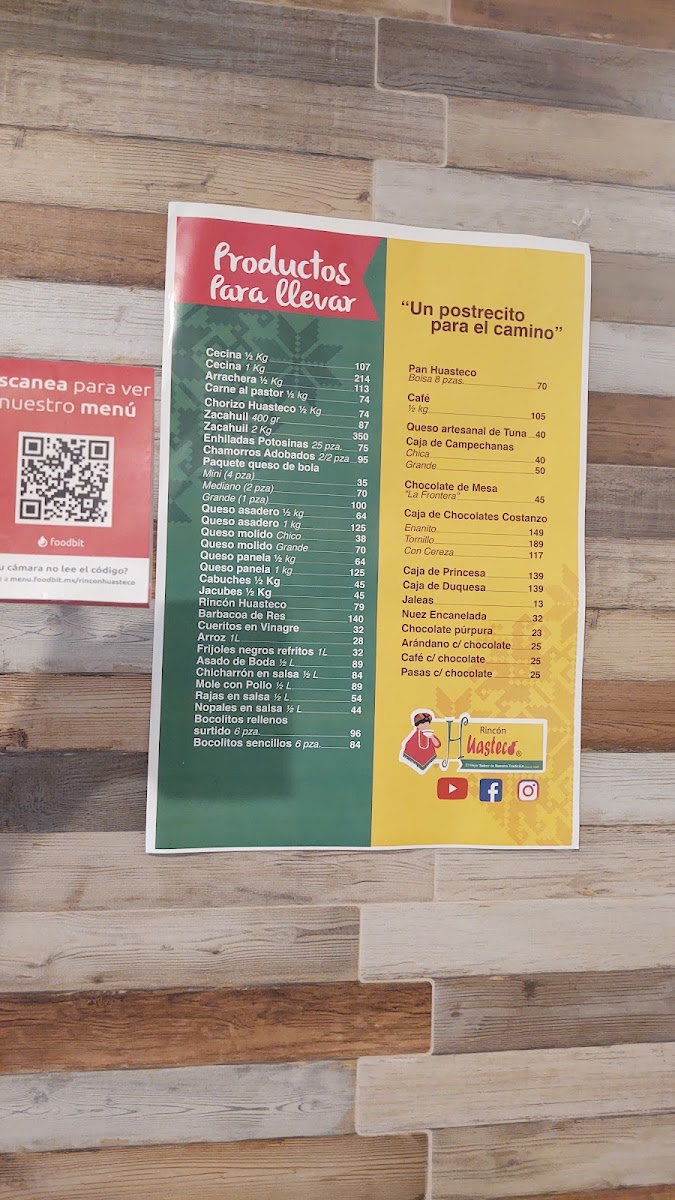 Productos
Para llevar
Cecina ½ Kg 107
Cecina 1 Kg 214
Arrachera ½ Kg 113
Carne al pastor ½ kg 74
Chorizo Huasteco ½ Kg 74
Zacahuil 400 gr 87
Zacahuil 2 Kg 350
Enhiladas Potosinas 25 pza. 75
Chamorros Adobados 2/2 pza 95
Paquete queso de bola
Mini (4 pza) 35
Mediano (2 pza) 70
Grande (1 pza) 100
Queso asadero ½ kg 64
Queso asadero 1 kg 125
Queso molido Chico 38
Queso molido Grande 70
Queso panela ½ kg 64
Queso panela 1 kg 125
Cabuches ½ Kg 45
Jacubes ½ Kg 45
Rincón Huasteco 79
Barbacoa de Res 140
Cueritos en Vinagre 32
Arroz 1L 28
Frijoles negros refritos 1L 32
Asado de Boda ½ L 89
Chicharrón en salsa ½ L 84
Mole con Pollo ½ L 89
Rajas en salsa ½ L 54
Nopales en salsa ½ L 44
Bocolitos rellenos
surtido 6 pza. 96
Bocolitos sencillos 6 pza. 84
“Un postrecito
para el camino”
Pan Huasteco
Bolsa 8 pzas. 70
Café
½ kg 105
Queso artesanal de Tuna 40
Caja de Campechanas
Chica 40
Grande 50
Chocolate de Mesa
"La Frontera" 45
Caja de Chocolates Costanzo
Enanito 149
Tornillo 189
Con Cereza 117
Caja de Princesa 139
Caja de Duquesa 139
Jaleas 13
Nuez Encanelada 32
Chocolate púrpura 23
Arándano c/ chocolate 25
Café c/ chocolate 25
Pasas c/ chocolate 25
Rincón
Huasteco®
scanea para ver
nuestro menú
foodbit
u cámara no lee el código?
a menu.foodbit.mx/rinconhuasteco